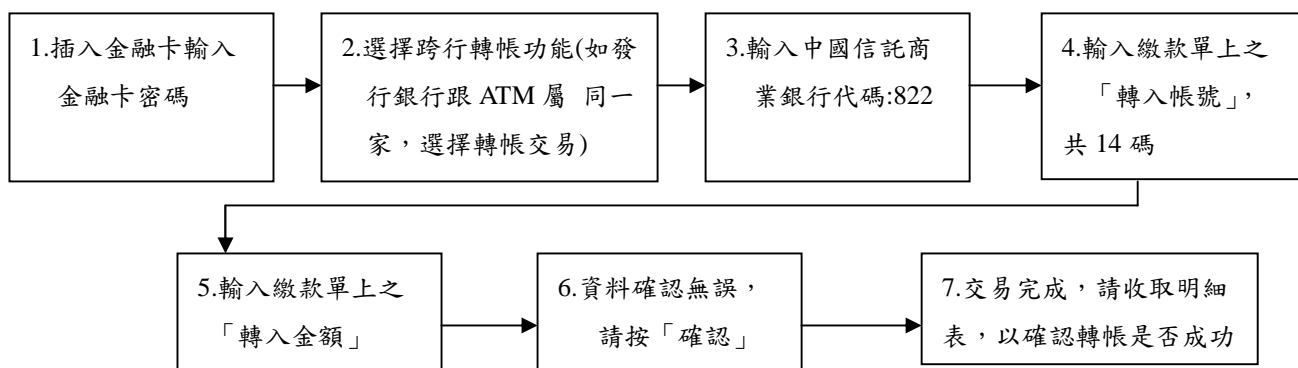 1.插入金融卡輸入
金融卡密碼
2.選擇跨行轉帳功能(如發
行銀行跟 ATM 屬 同一
家，選擇轉帳交易)
3.輸入中國信託商
業銀行代碼:822
4.輸入繳款單上之
「轉入帳號」，
共 14 碼
5.輸入繳款單上之
「轉入金額」
6.資料確認無誤，
請按「確認」
7.交易完成，請收取明細
表，以確認轉帳是否成功